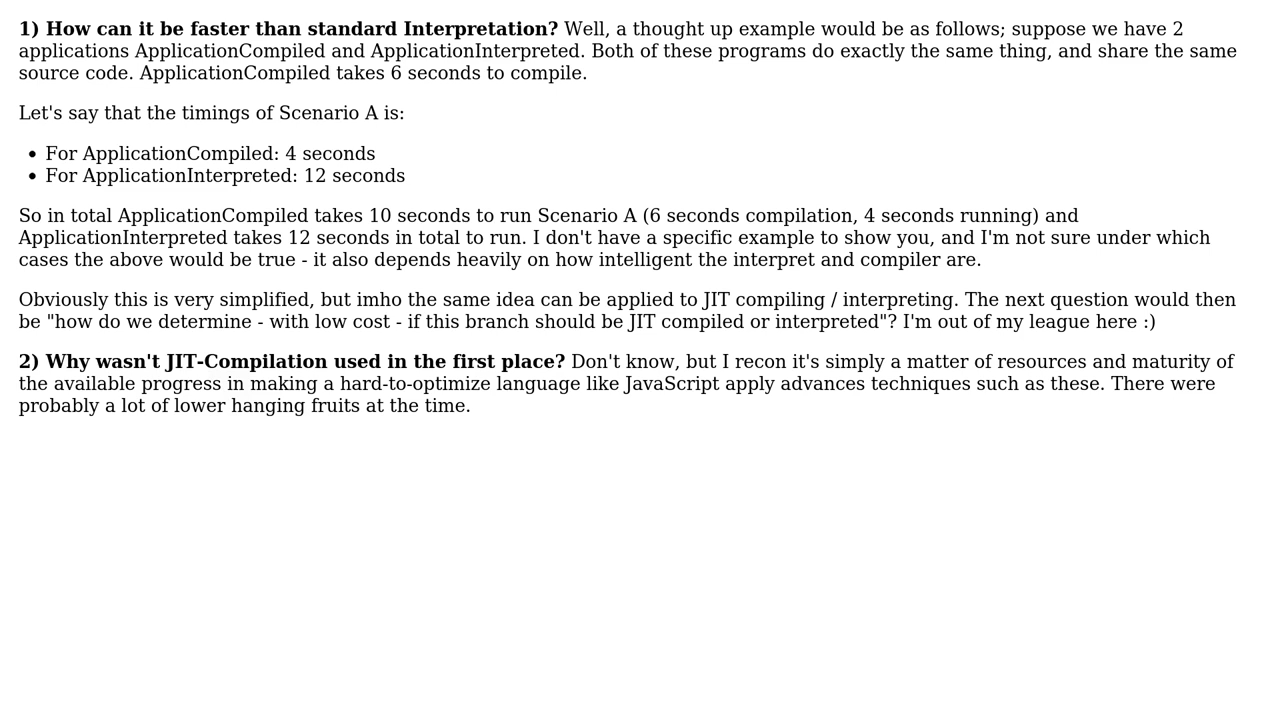 1) How can it be faster than standard Interpretation? Well, a thought up example would be as follows; suppose we have 2
applications ApplicationCompiled and ApplicationInterpreted. Both of these programs do exactly the same thing, and share the same
source code. ApplicationCompiled takes 6 seconds to compile.
Let's say that the timings of Scenario A is:
• For ApplicationCompiled: 4 seconds
• For ApplicationInterpreted: 12 seconds
So in total ApplicationCompiled takes 10 seconds to run Scenario A (6 seconds compilation, 4 seconds running) and
ApplicationInterpreted takes 12 seconds in total to run. I don't have a specific example to show you, and I'm not sure under which
cases the above would be true - it also depends heavily on how intelligent the interpret and compiler are.
Obviously this is very simplified, but imho the same idea can be applied to JIT compiling / interpreting. The next question would then
be "how do we determine - with low cost - if this branch should be JIT compiled or interpreted"? I'm out of my league here :)
2) Why wasn't JIT-Compilation used in the first place? Don't know, but I recon it's simply a matter of resources and maturity of
the available progress in making a hard-to-optimize language like JavaScript apply advances techniques such as these. There were
probably a lot of lower hanging fruits at the time.